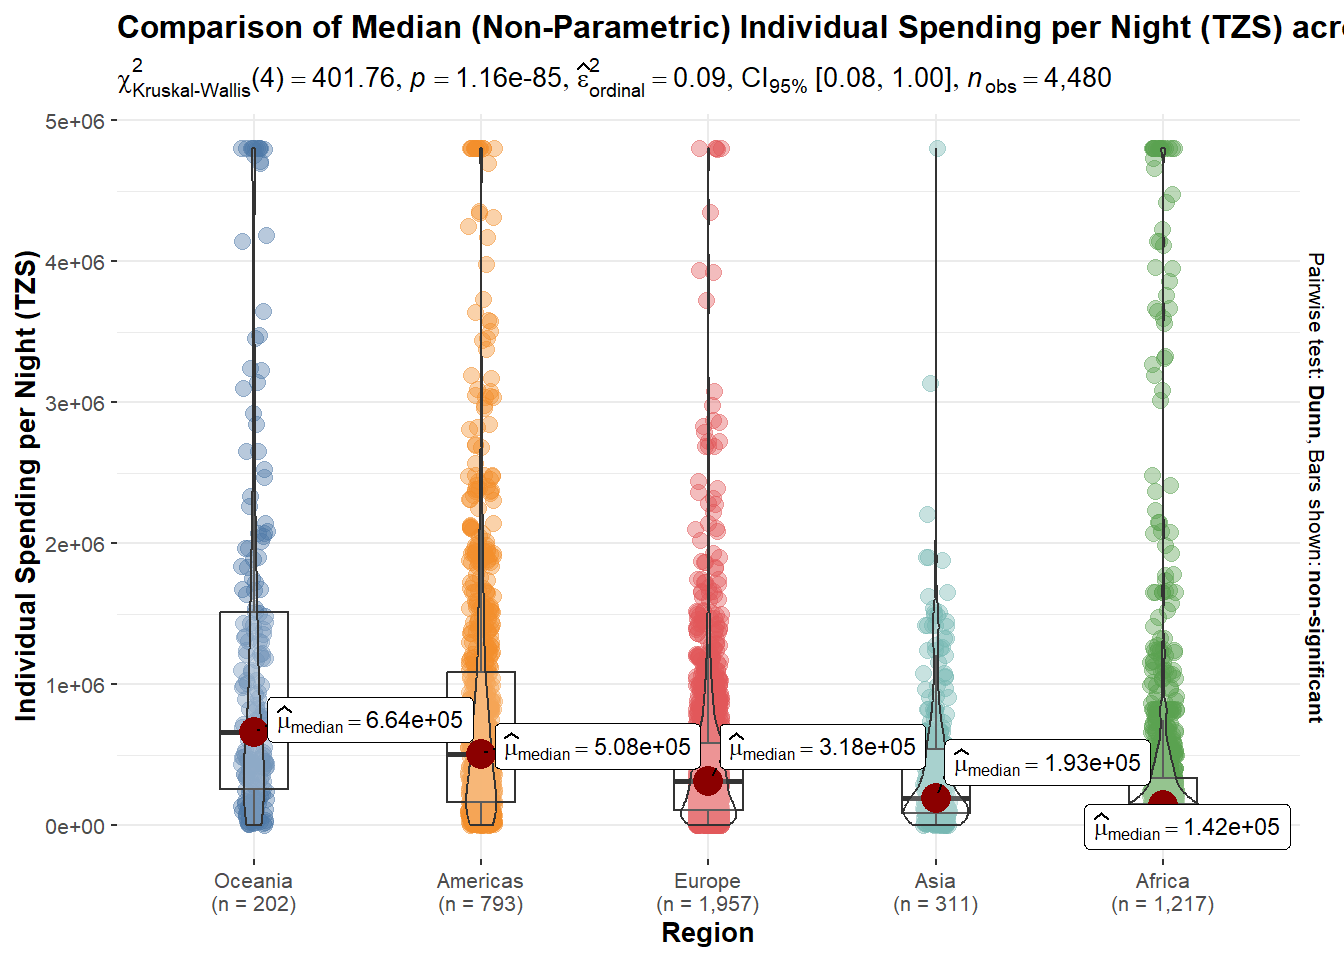 Comparison of Median (Non-Parametric) Individual Spending per Night (TZS) acr
χ²Kruskal-Wallis(4) = 401.76, p = 1.16e-85, ε̂²ordinal = 0.09, CI95% [0.08, 1.00], nobs = 4,480
5e+06
4e+06
3e+06
2e+06
1e+06
0e+00
Individual Spending per Night (TZS)
μ̂median = 6.64e+05
μ̂median = 5.08e+05
μ̂median = 3.18e+05
μ̂median = 1.93e+05
μ̂median = 1.42e+05
Pairwise test: Dunn, Bars shown: non-significant
Oceania
(n = 202)
Americas
(n = 793)
Europe
(n = 1,957)
Asia
(n = 311)
Africa
(n = 1,217)
Region